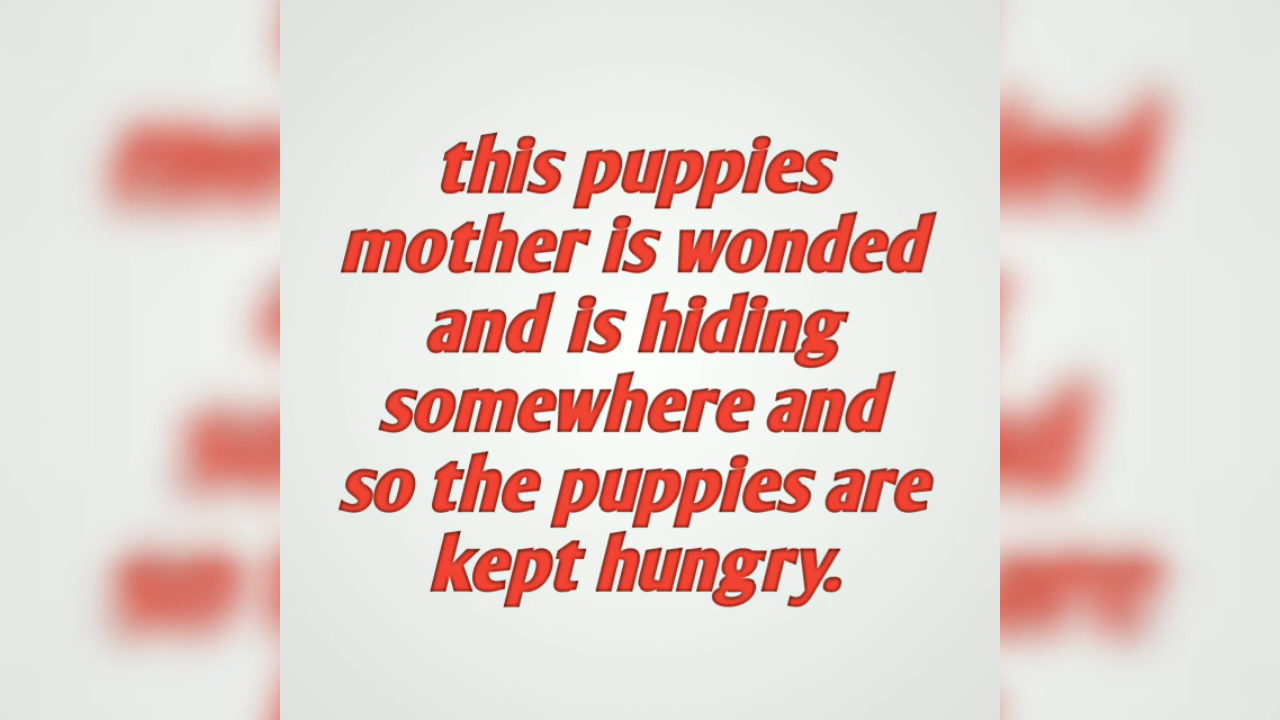 this puppies
mother is wonded
and is hiding
somewhere and
so the puppies are
kept hungry.